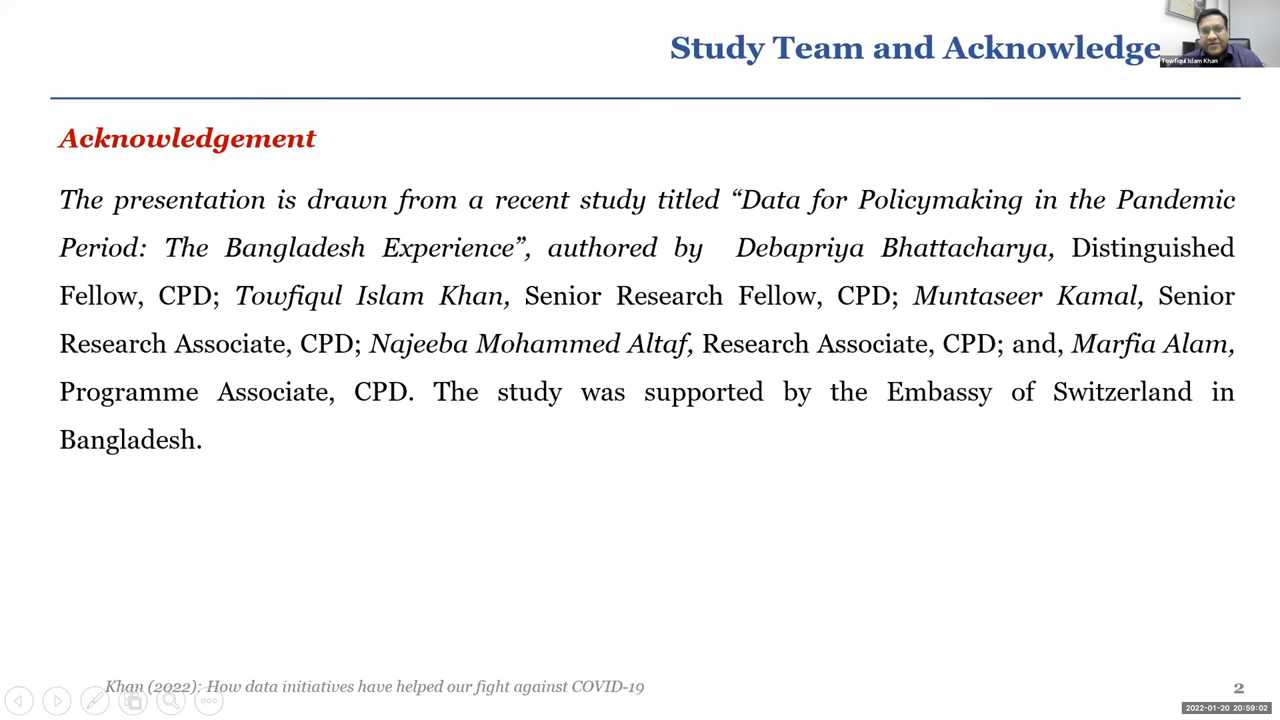 Study Team and Acknowledge
Towfiqul Islam Khan
Acknowledgement
The presentation is drawn from a recent study titled “Data for Policymaking in the Pandemic
Period: The Bangladesh Experience”, authored by Debapriya Bhattacharya, Distinguished
Fellow, CPD; Towfiqul Islam Khan, Senior Research Fellow, CPD; Muntaseer Kamal, Senior
Research Associate, CPD; Najeeba Mohammed Altaf, Research Associate, CPD; and, Marfia Alam,
Programme Associate, CPD. The study was supported by the Embassy of Switzerland in
Bangladesh.
Khan (2022): How data initiatives have helped our fight against COVID-19
2
2022-01-20 20:59:02